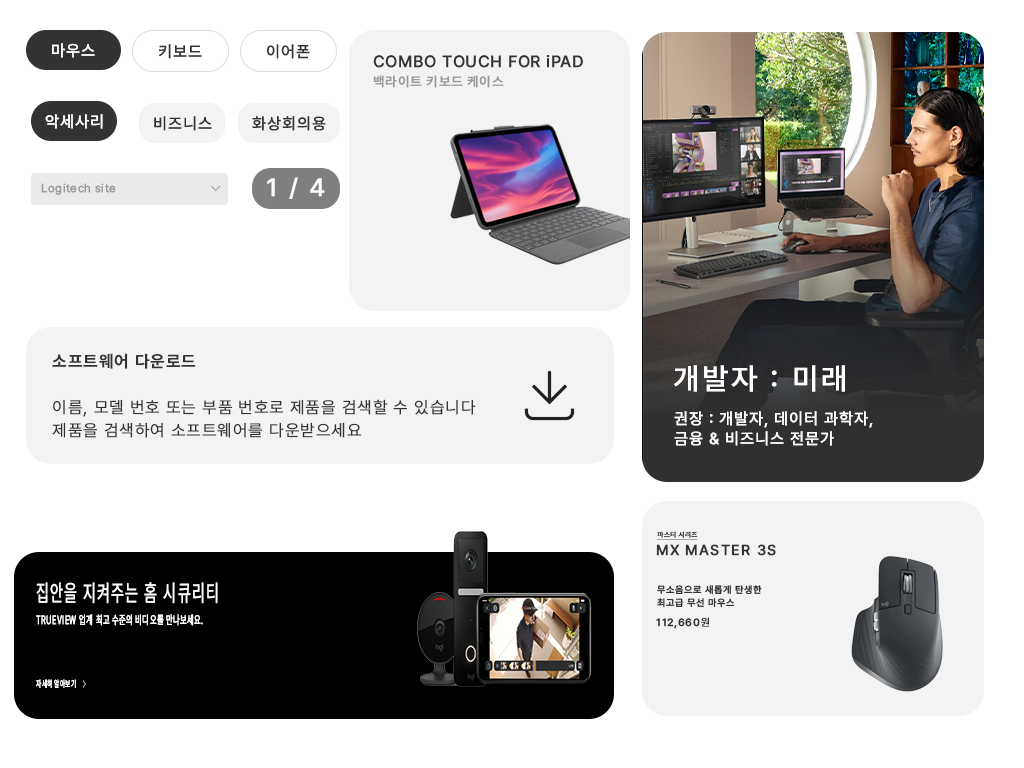 마우스
키보드
이어폰
악세사리
비즈니스
화상회의용
Logitech site
1 / 4
COMBO TOUCH FOR iPAD
백라이트 키보드 케이스
개발자 : 미래
권장 : 개발자, 데이터 과학자,
금융 & 비즈니스 전문가
소프트웨어 다운로드
이름, 모델 번호 또는 부품 번호로 제품을 검색할 수 있습니다
제품을 검색하여 소프트웨어를 다운받으세요
집안을 지켜주는 홈 시큐리티
TRUEVIEW 업계 최고 수준의 비디오를 만나보세요.
자세히 알아보기 >
logi
마스터 시리즈
MX MASTER 3S
무소음으로 새롭게 탄생한
최고급 무선 마우스
112,660원